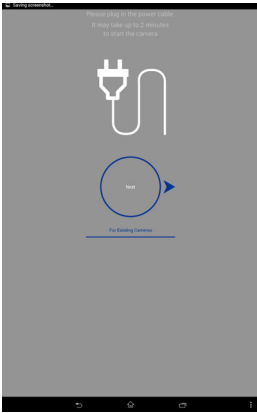 Saving screenshot...
Please plug in the power cable.
It may take up to 2 minutes
to start the camera
Next
For Existing Cameras